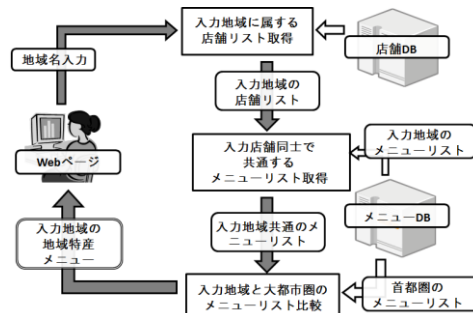 入力地域に属する
店舗リスト取得
地域名入力
店舗DB
入力地域の
店舗リスト
入力地域の
メニューリスト
入力店舗同士で
共通する
メニューリスト取得
Webページ
メニューDB
入力地域の
地域特産
メニュー
入力地域共通のメ
ニューリスト
入力地域と大都市圏の
メニューリスト比較
首都圏の
メニューリスト